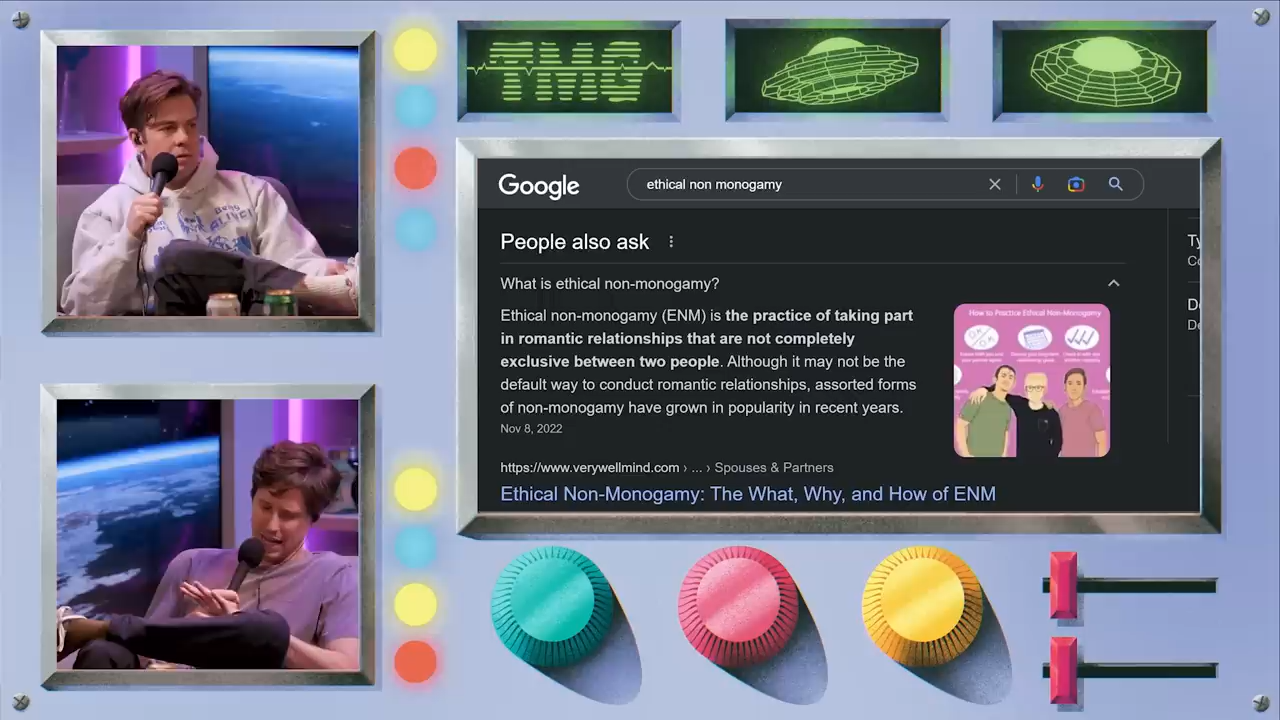 TMG
Google
ethical non monogamy
People also ask
What is ethical non-monogamy?
Ethical non-monogamy (ENM) is the practice of taking part
in romantic relationships that are not completely
exclusive between two people. Although it may not be the
default way to conduct romantic relationships, assorted forms
of non-monogamy have grown in popularity in recent years.
Nov 8, 2022
How to Practice Ethical Non-Monogamy
https://www.verywellmind.com › ... › Spouses & Partners
Ethical Non-Monogamy: The What, Why, and How of ENM
Ty
Co
De
De